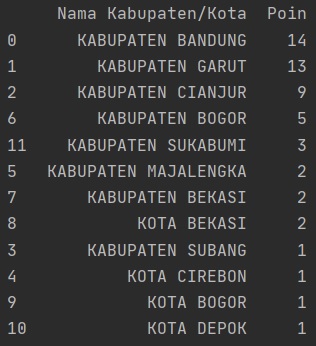 Nama Kabupaten/Kota Poin
0 KABUPATEN BANDUNG 14
1 KABUPATEN GARUT 13
2 KABUPATEN CIANJUR 9
6 KABUPATEN BOGOR 5
11 KABUPATEN SUKABUMI 3
5 KABUPATEN MAJALENGKA 2
7 KABUPATEN BEKASI 2
8 KOTA BEKASI 2
3 KABUPATEN SUBANG 1
4 KOTA CIREBON 1
9 KOTA BOGOR 1
10 KOTA DEPOK 1